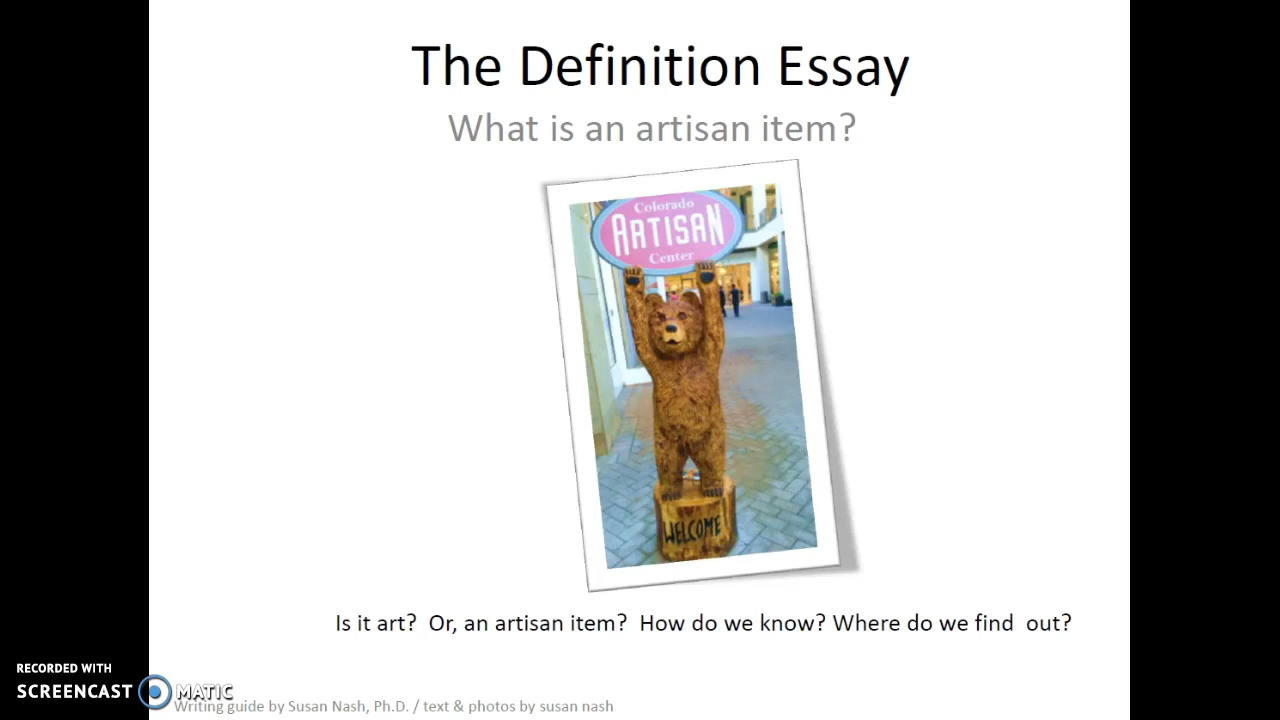 The Definition Essay
What is an artisan item?
Colorado
ARTISAN
Center
WELCOME
Is it art? Or, an artisan item? How do we know? Where do we find out?
RECORDED WITH
SCREENCAST MATIC
Writing guide by Susan Nash, Ph.D. / text & photos by susan nash